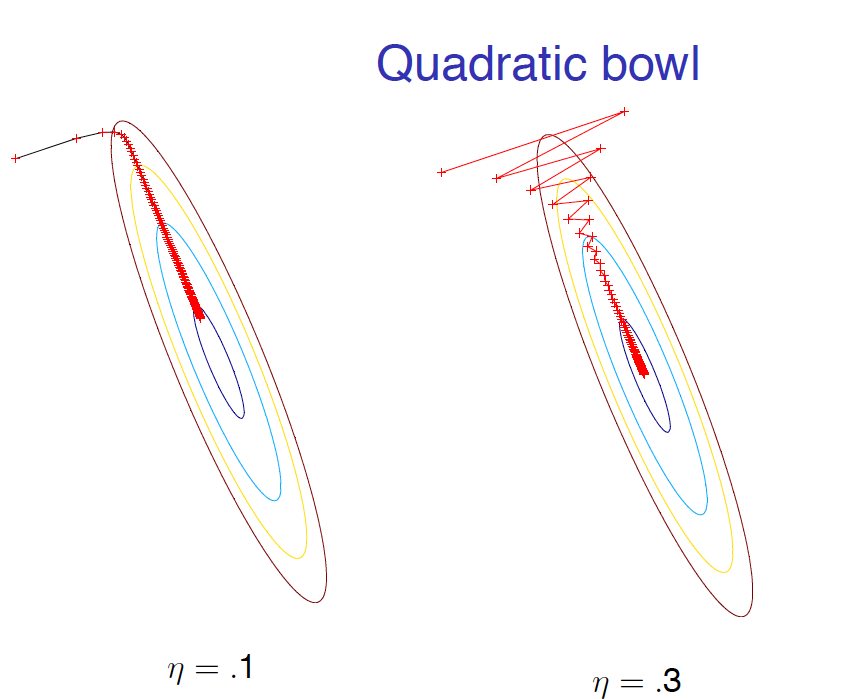 Quadratic bowl
η = .1
η = .3